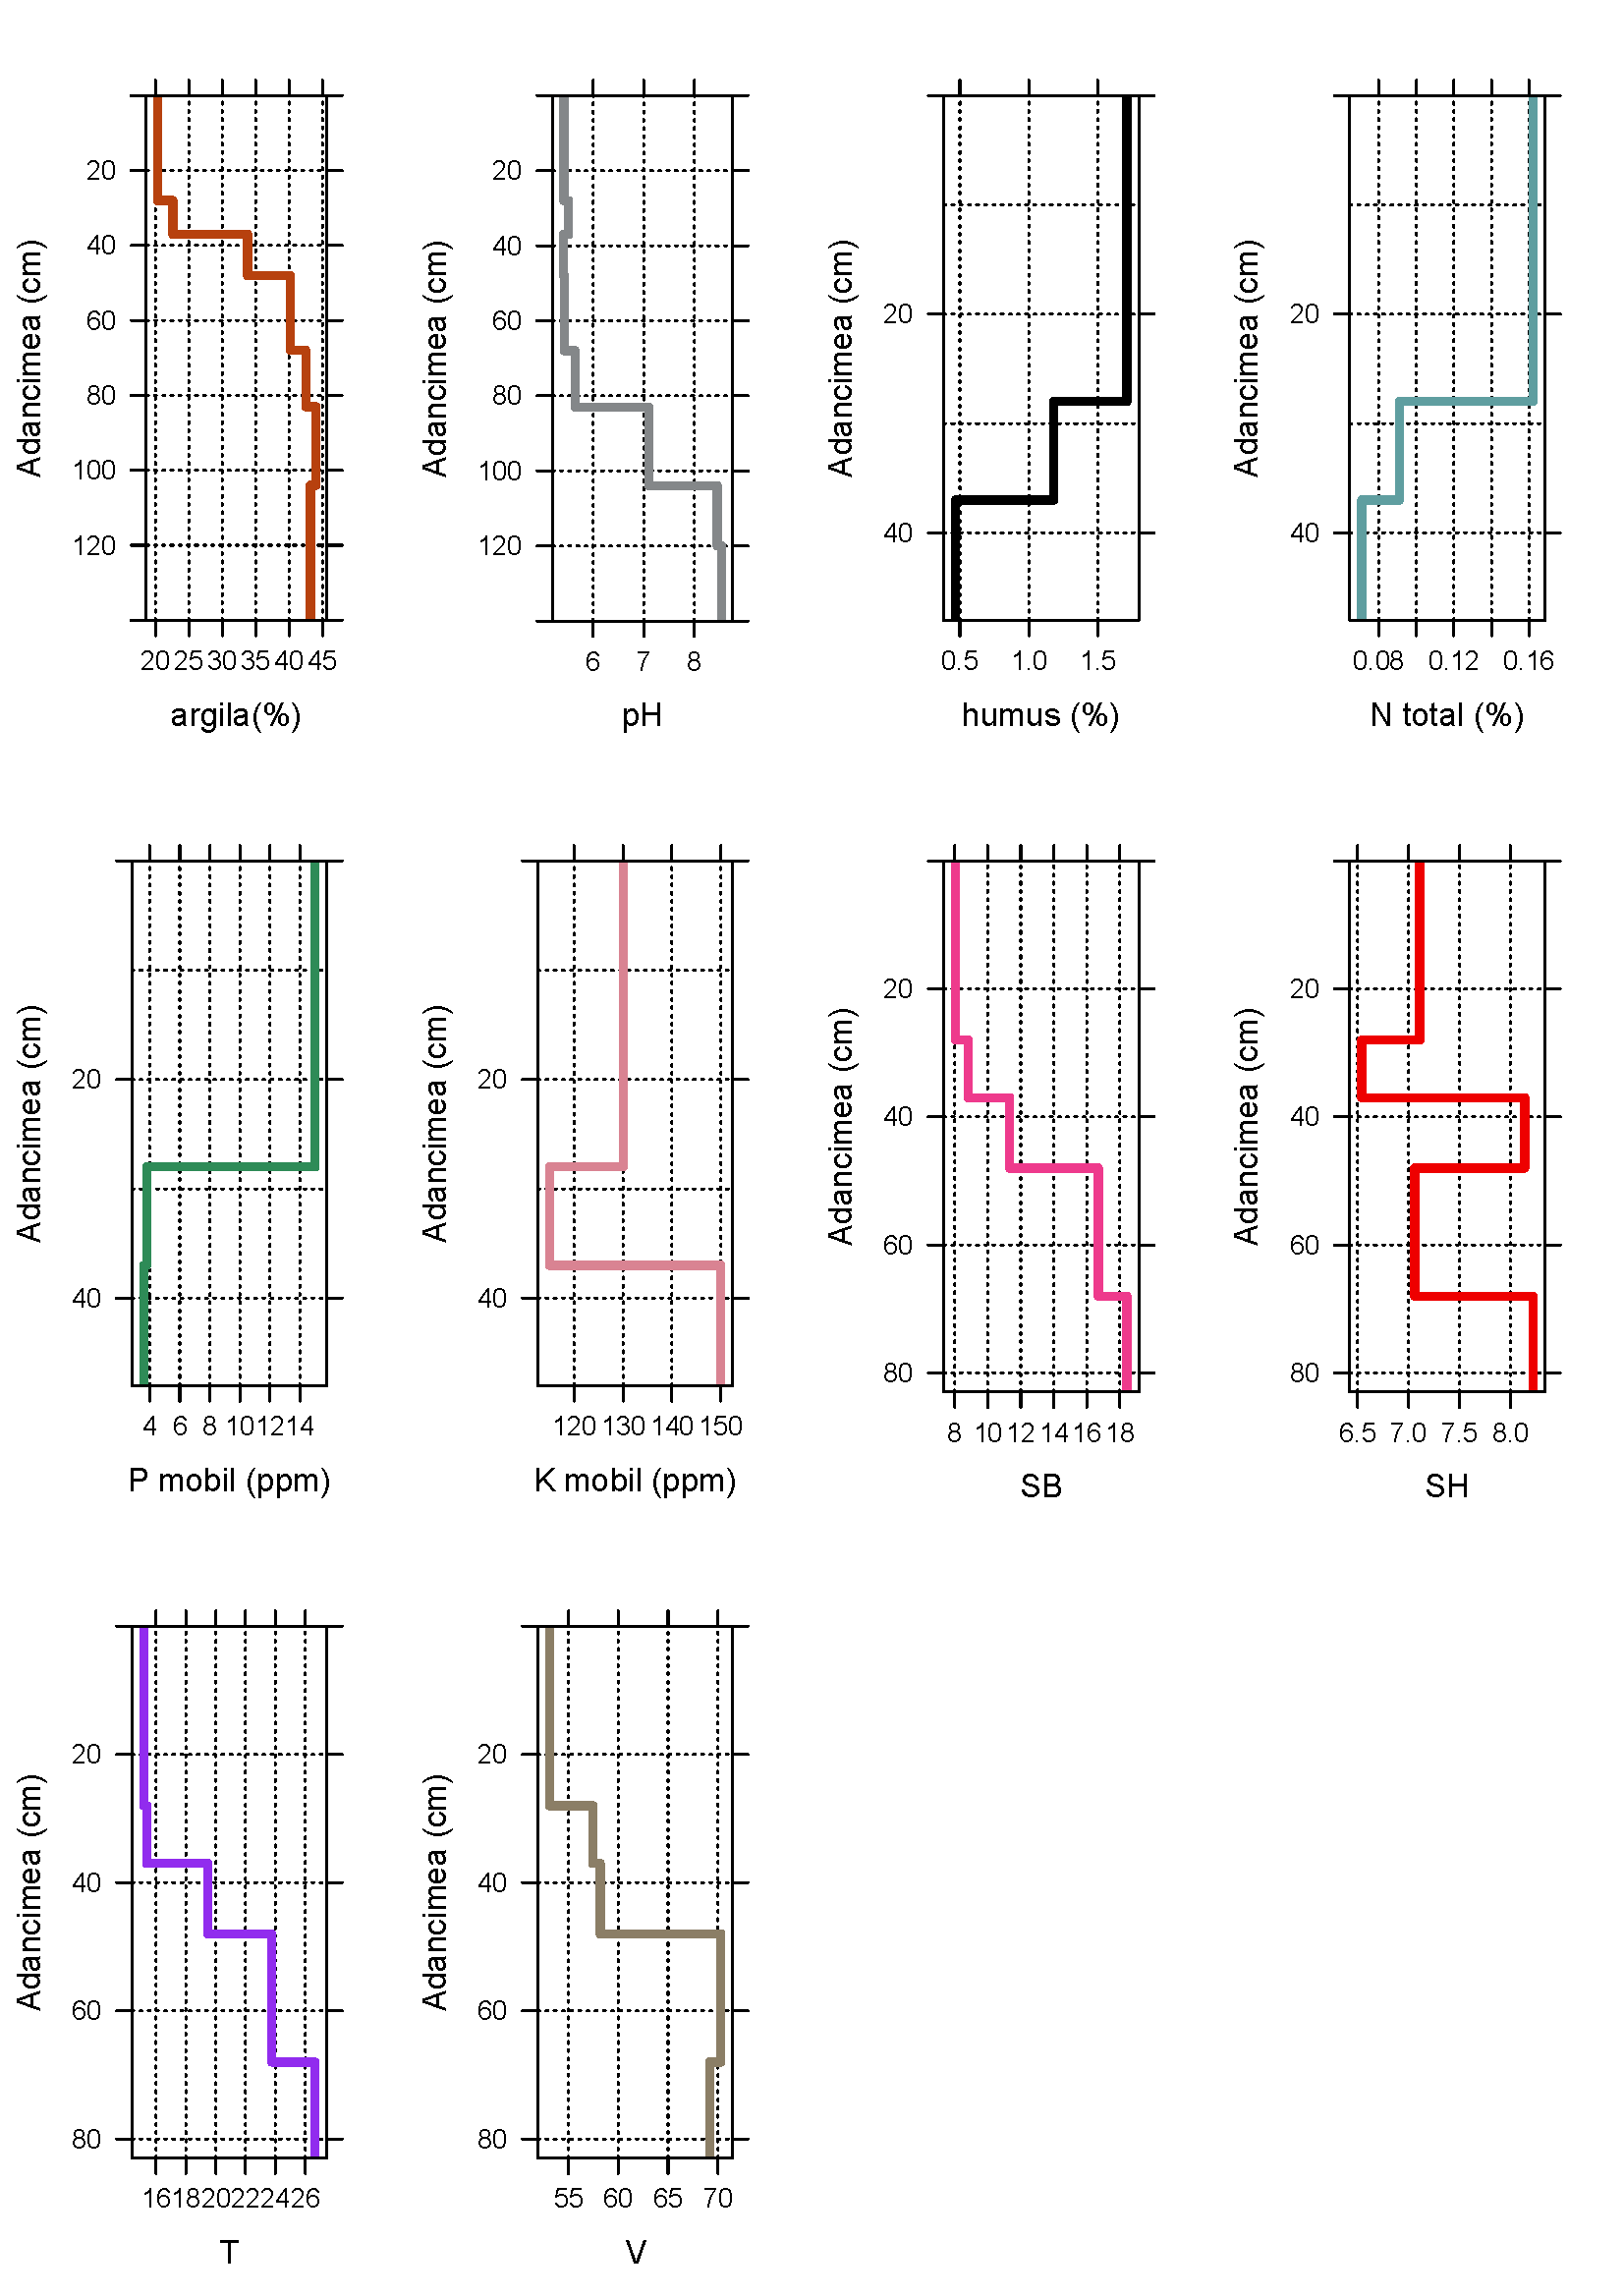 Adancimea (cm)
20
40
60
80
100
120
20 25 30 35 40 45
argila(%)
Adancimea (cm)
20
40
60
80
100
120
6 7 8
pH
Adancimea (cm)
20
40
0.5 1.0 1.5
humus (%)
Adancimea (cm)
20
40
0.08 0.12 0.16
N total (%)
Adancimea (cm)
20
40
4 6 8 10 12 14
P mobil (ppm)
Adancimea (cm)
20
40
120 130 140 150
K mobil (ppm)
Adancimea (cm)
20
40
60
80
8 10 12 14 16 18
SB
Adancimea (cm)
20
40
60
80
6.5 7.0 7.5 8.0
SH
Adancimea (cm)
20
40
60
80
16 18 20 22 24 26
T
Adancimea (cm)
20
40
60
80
55 60 65 70
V